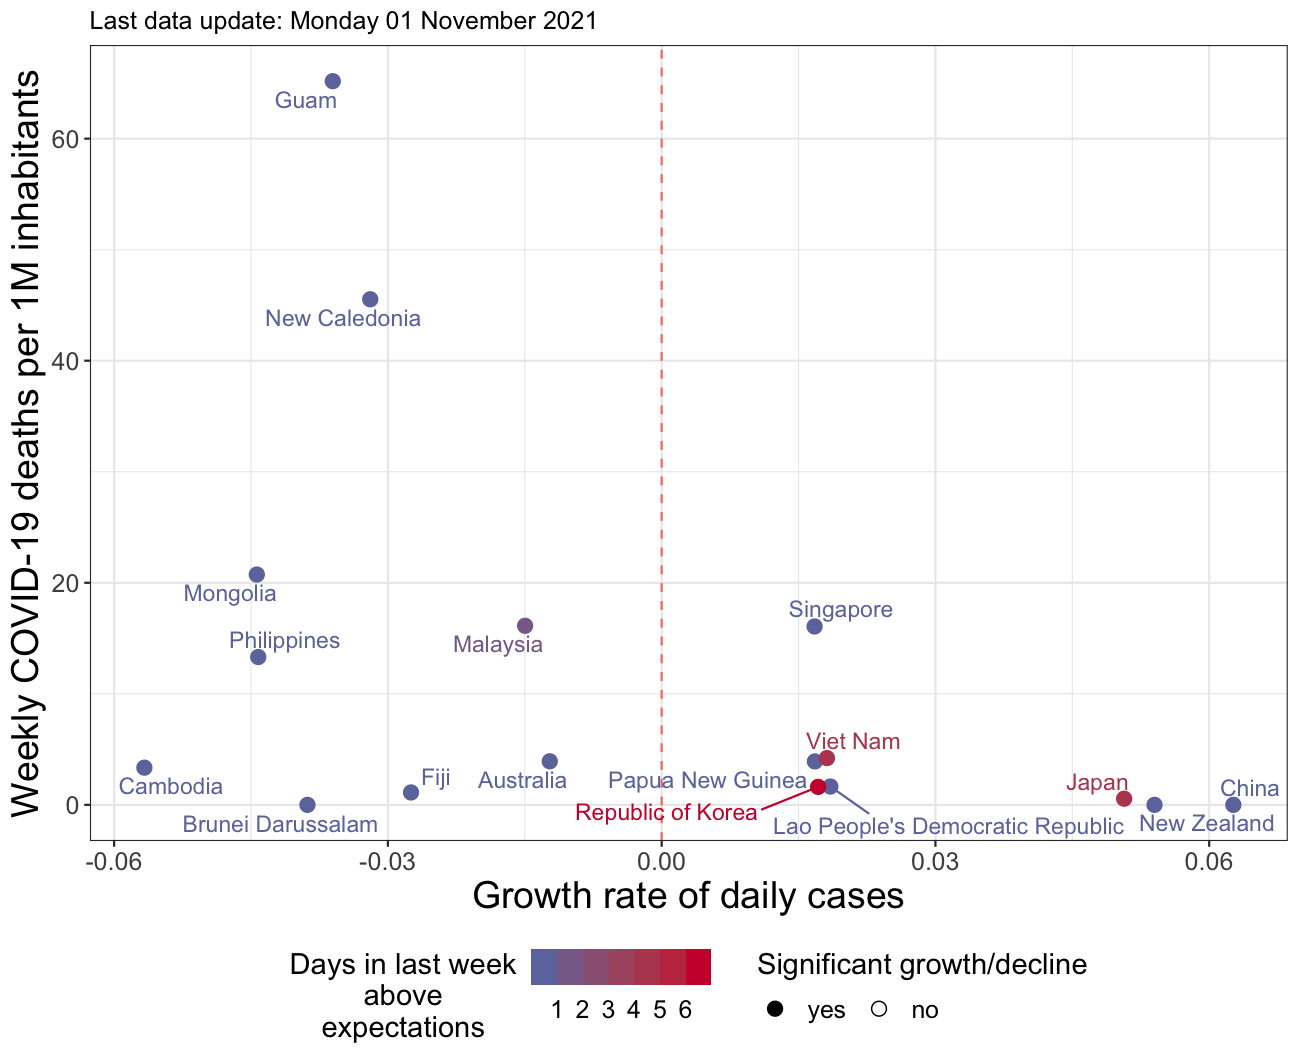 Last data update: Monday 01 November 2021
Weekly COVID-19 deaths per 1M inhabitants
60
40
20
0
Guam
New Caledonia
Mongolia
Philippines
Malaysia
Singapore
Viet Nam
Cambodia
Fiji
Australia
Papua New Guinea
Japan
China
Brunei Darussalam
Republic of Korea
Lao People's Democratic Republic
New Zealand
-0.06
-0.03
0.00
0.03
0.06
Growth rate of daily cases
Days in last week
above
expectations
1 2 3 4 5 6
Significant growth/decline
yes
no